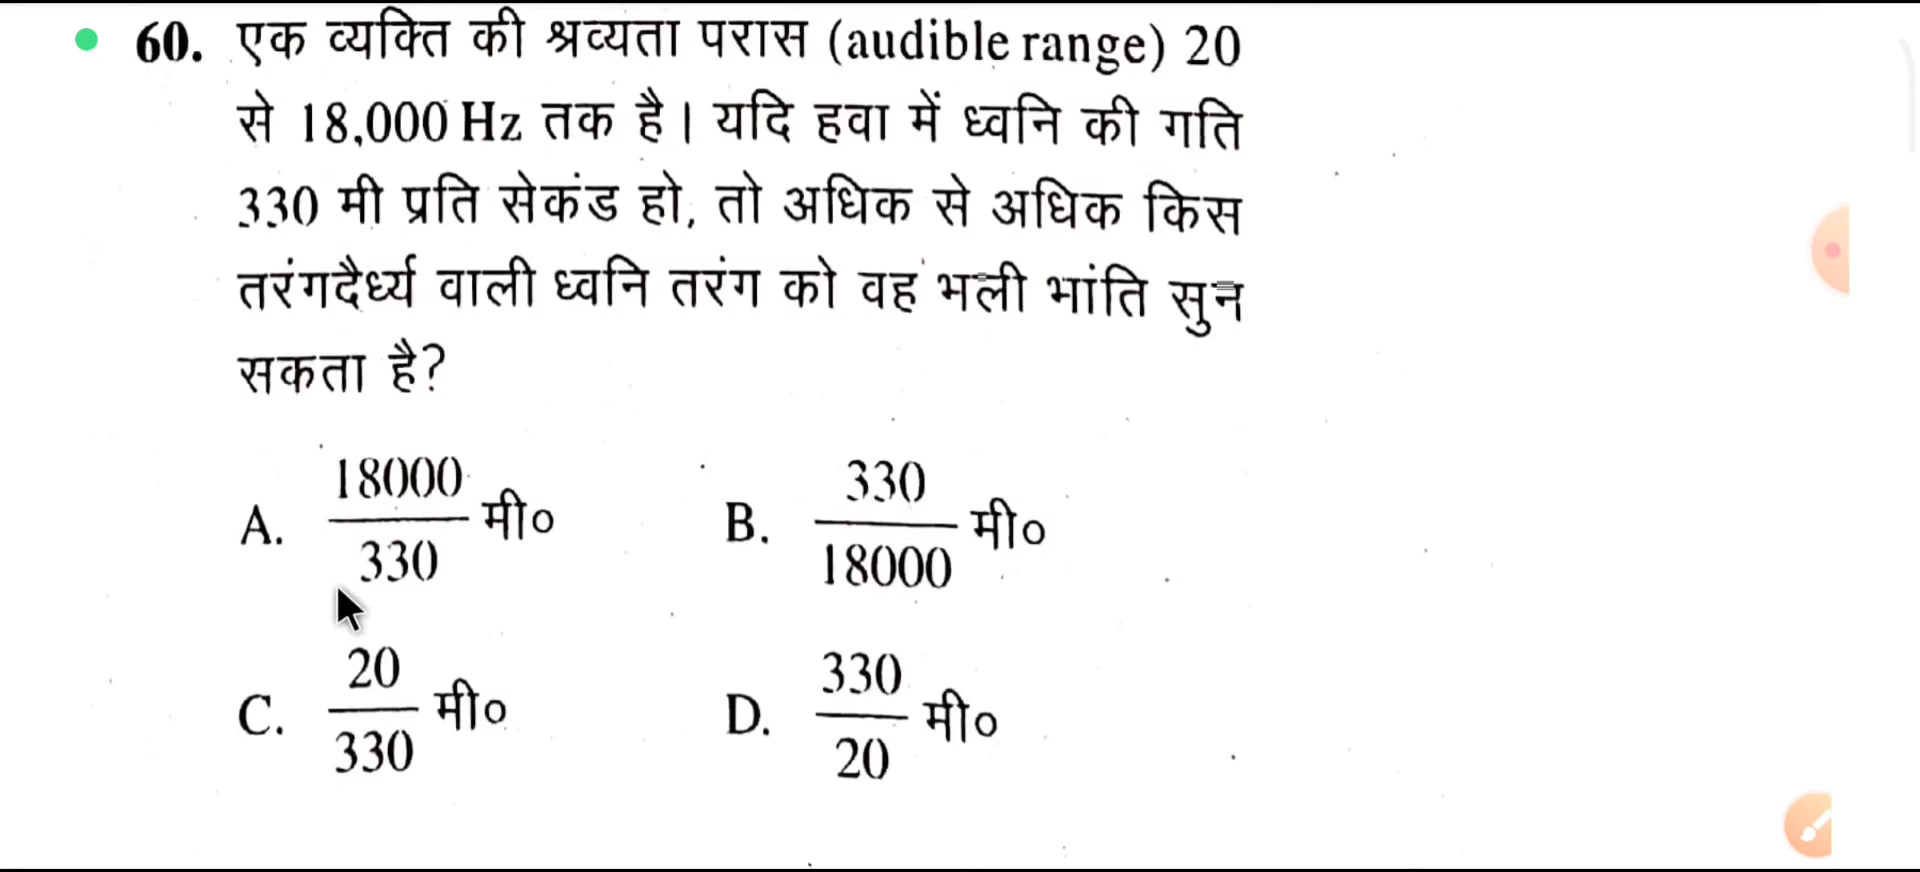 60. एक व्यक्ति की श्रव्यता परास (audible range) 20
से 18,000 Hz तक है। यदि हवा में ध्वनि की गति
330 मी प्रति सेकंड हो, तो अधिक से अधिक किस
तरंगदैर्ध्य वाली ध्वनि तरंग को वह भली भांति सुन
सकता है?
A. 18000/330 मी० B. 330/18000 मी०
C. 20/330 मी० D. 330/20 मी०